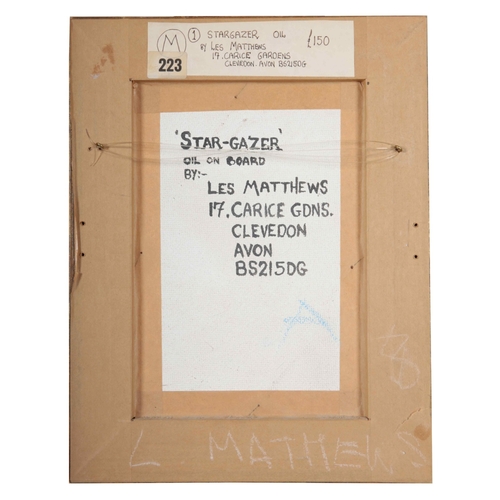 M
① STARGAZER OIL £150
BY LES MATTHEWS
19. CARICE GARDENS
CLEVEDON. AVON BS215DG
223
'STAR-GAZER'
OIL ON BOARD
BY:-
LES MATTHEWS
17, CARICE GDNS.
CLEVEDON
AVON
BS215DG
L MATHEWS